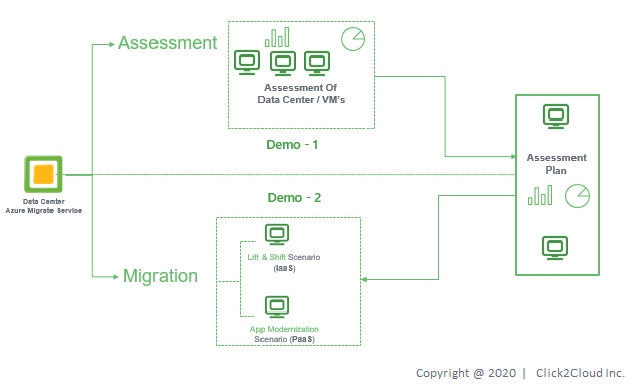 Assessment
Assessment Of
Data Center / VM's
Demo - 1
Assessment
Plan
Data Center
Azure Migrate Service
Demo - 2
Lift & Shift Scenario
(IaaS)
Migration
App Modernization
Scenario (PaaS)
Copyright @ 2020 | Click2Cloud Inc.